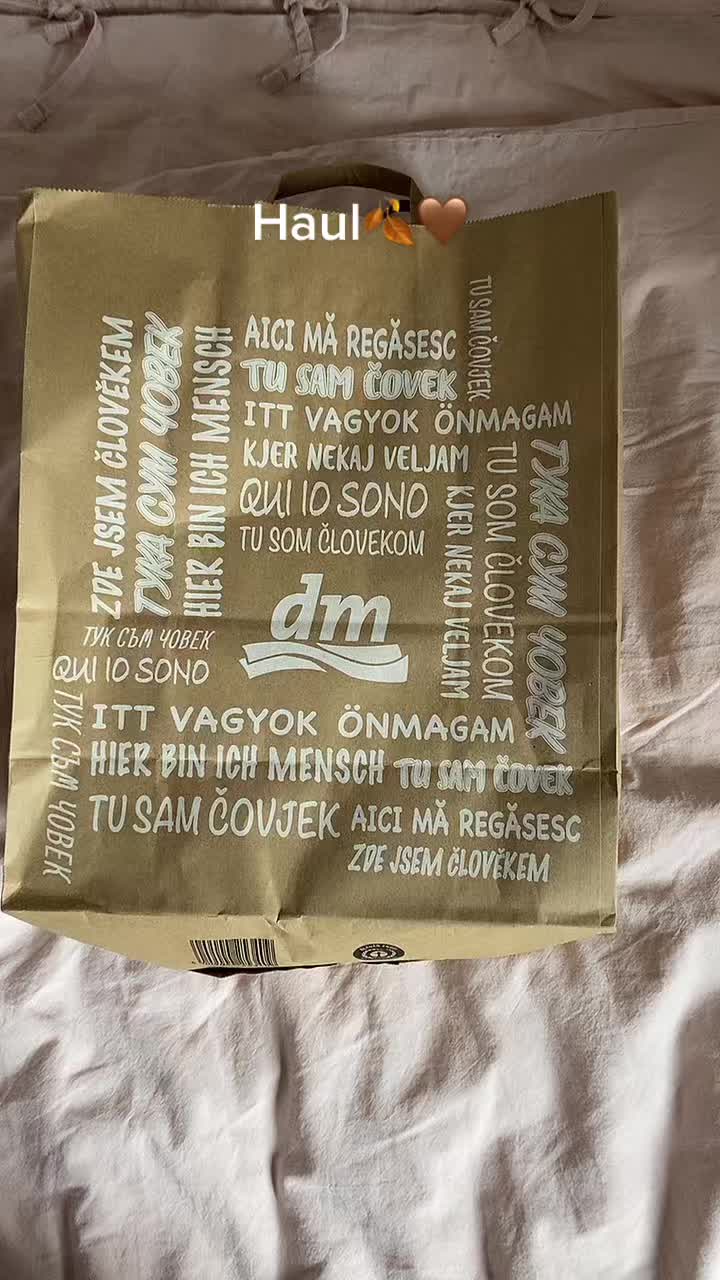 Haul🍂🤎
AICI MĂ REGĂSESC
TU SAM ČOVEK
ITT VAGYOK ÖNMAGAM
KJER NEKAJ VELJAM
QUI IO SONO
TU SOM ČLOVEKOM
ZDE JSEM ČLOVĚKEM
ТУКА СУМ ЧОВЕК
HIER BIN ICH MENSCH
TU SAM ČOVJEK
KJER NEKAJ VELJAM
TU SOM ČLOVEKOM
ТУКА СУМ ЧОВЕК
dm
ТУК СЪМ ЧОВЕК
QUI IO SONO
ТУК СЪМ ЧОВЕК
ITT VAGYOK ÖNMAGAM
HIER BIN ICH MENSCH TU SAM ČOVEK
TU SAM ČOVJEK AICI MĂ REGĂSESC
ZDE JSEM ČLOVĚKEM